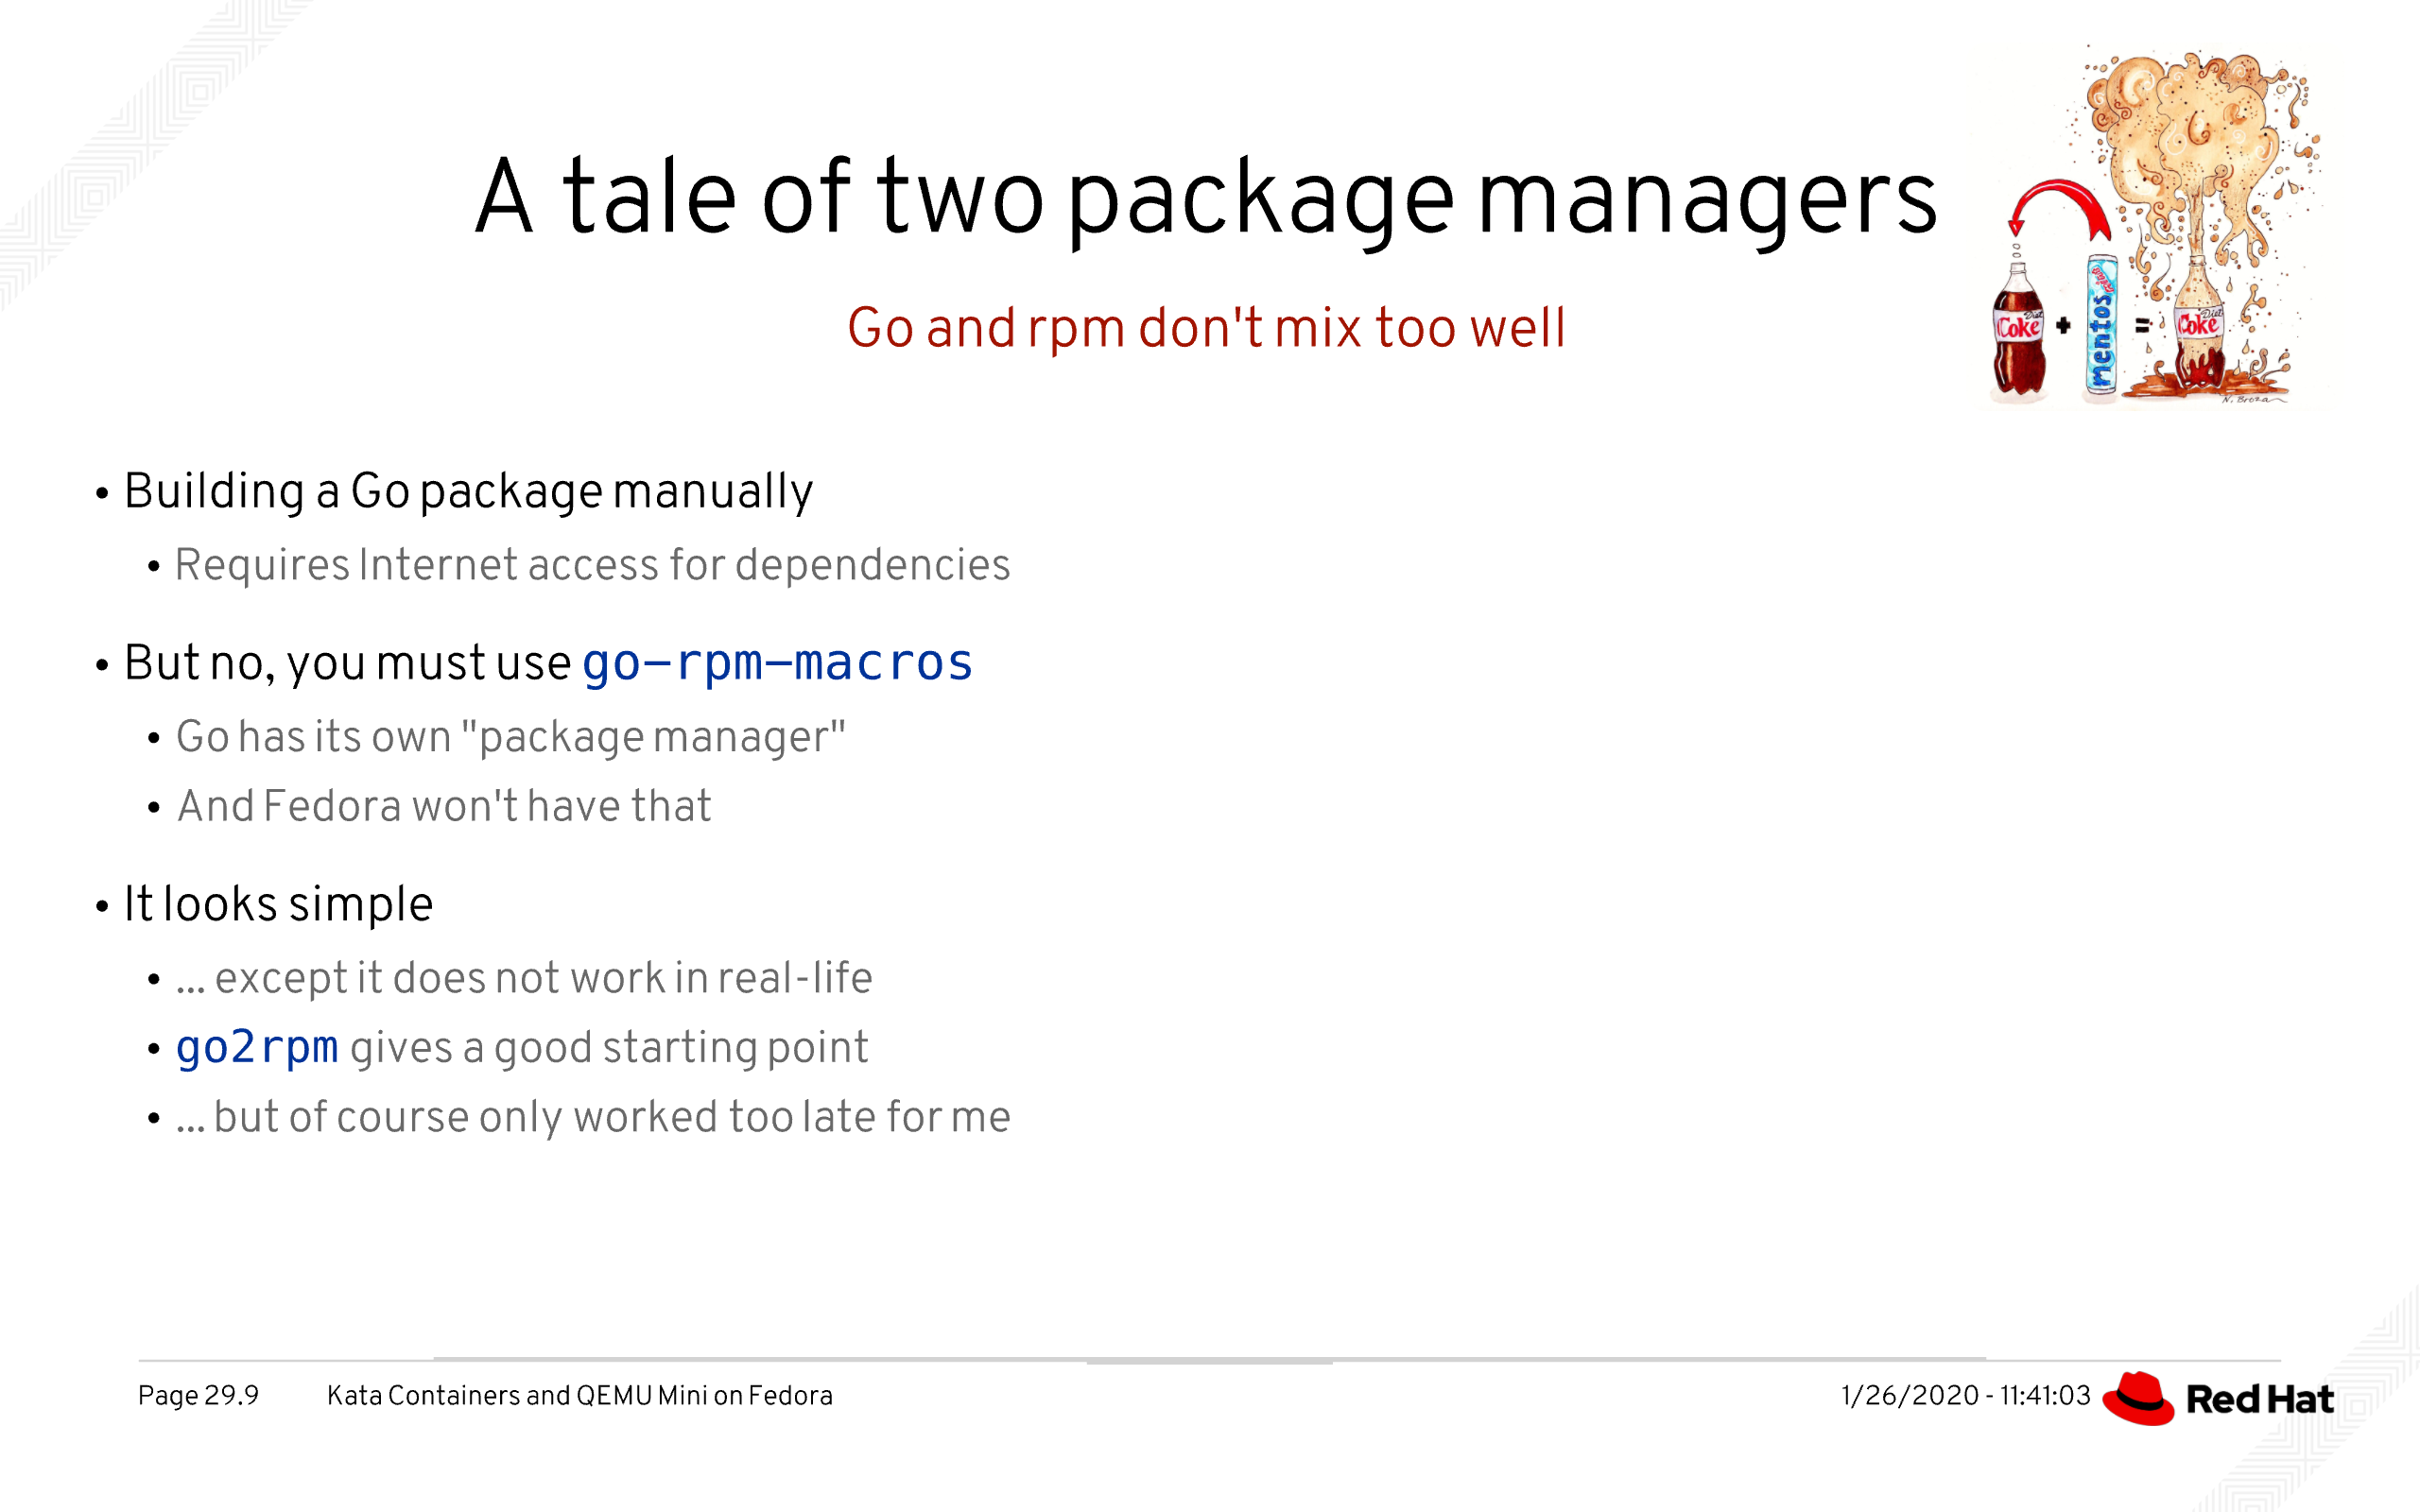 A tale of two package managers
Go and rpm don't mix too well
Diet
Coke
+
mentos
=
Diet
Coke
N. Broza
• Building a Go package manually
• Requires Internet access for dependencies
• But no, you must use go-rpm-macros
• Go has its own "package manager"
• And Fedora won't have that
• It looks simple
• ... except it does not work in real-life
• go2rpm gives a good starting point
• ... but of course only worked too late for me
Page 29.9 Kata Containers and QEMU Mini on Fedora 1/26/2020 - 11:41:03 Red Hat